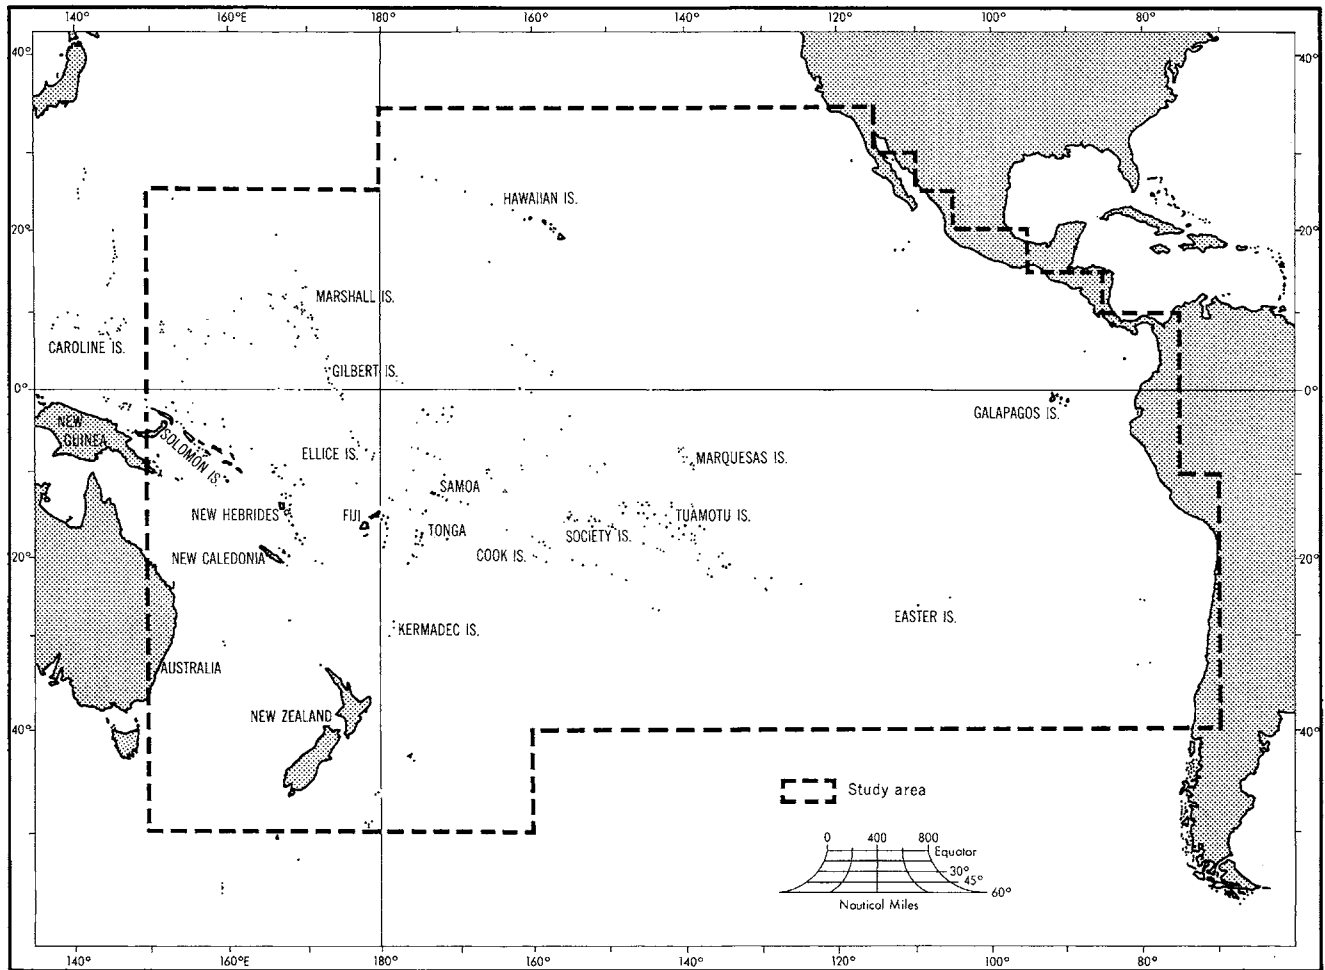 140° 160°E 180° 160° 140° 120° 100° 80°
40° 40°
HAWAIIAN IS.
20° 20°
MARSHALL IS.
CAROLINE IS.
GILBERT IS.
0° 0°
GALAPAGOS IS.
NEW
GUINEA
SOLOMON IS.
ELLICE IS.
MARQUESAS IS.
SAMOA
NEW HEBRIDES
FIJI
TUAMOTU IS.
TONGA
SOCIETY IS.
NEW CALEDONIA
COOK IS.
20° 20°
EASTER IS.
KERMADEC IS.
AUSTRALIA
NEW ZEALAND
40° 40°
Study area
0 400 800
Equator
30°
45°
60°
Nautical Miles
140° 160°E 180° 160° 140° 120° 100° 80°